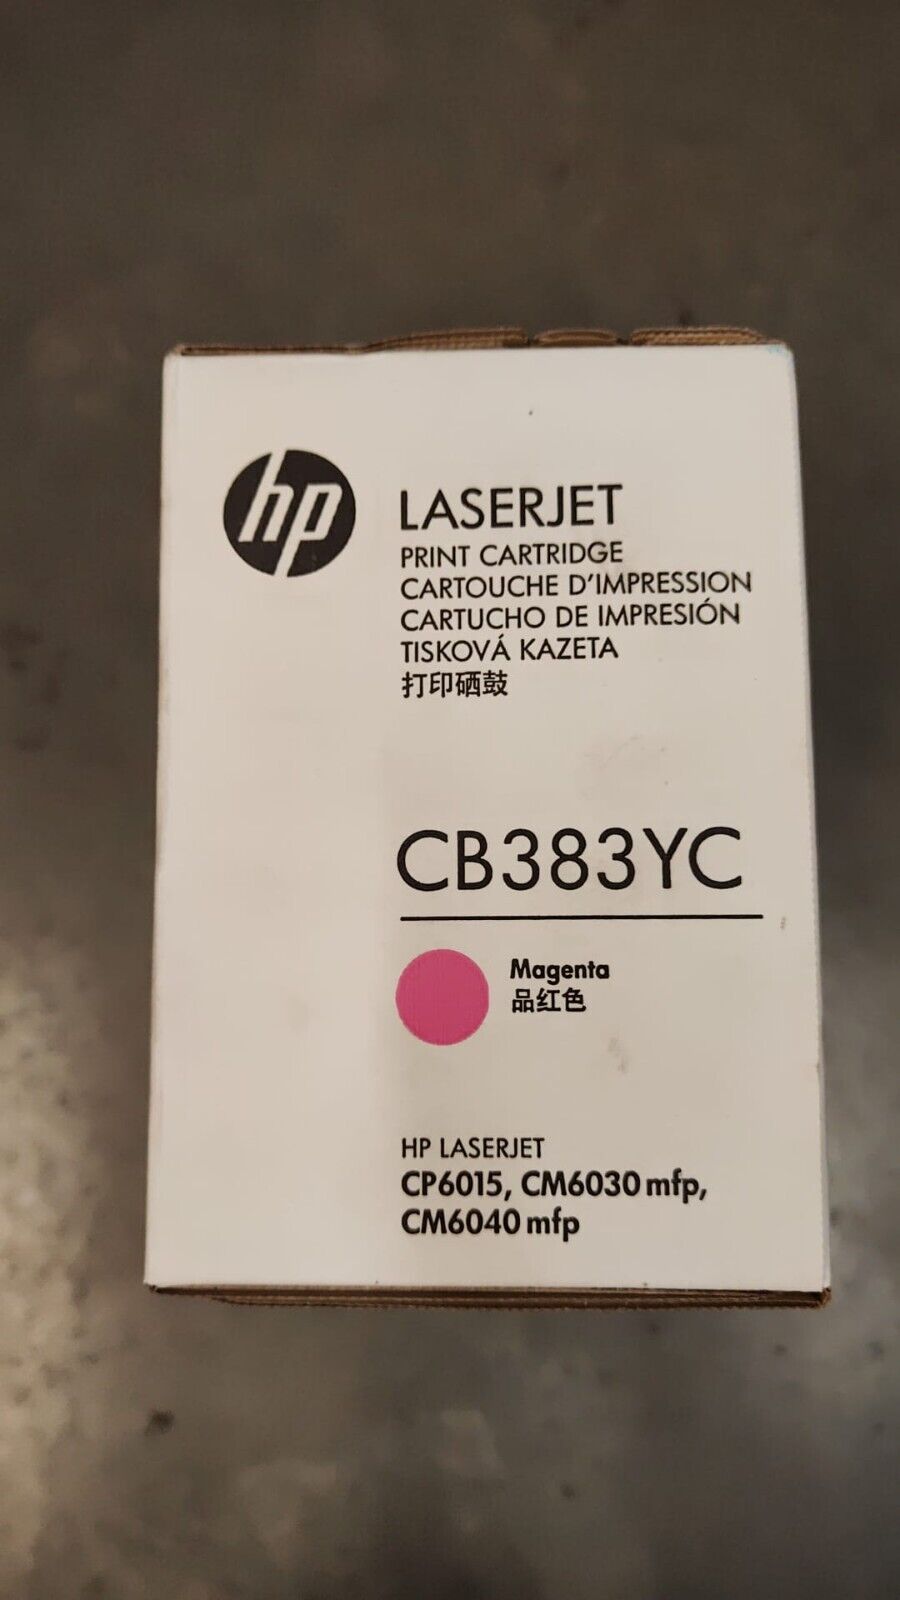 hp
LASERJET
PRINT CARTRIDGE
CARTOUCHE D'IMPRESSION
CARTUCHO DE IMPRESIÓN
TISKOVÁ KAZETA
打印硒鼓
CB383YC
Magenta
品红色
HP LASERJET
CP6015, CM6030 mfp,
CM6040 mfp